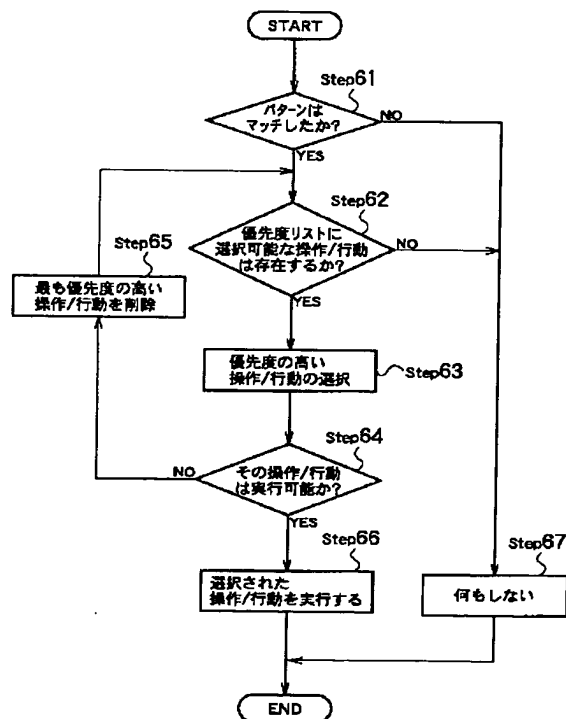 START
Step61
パターンは
マッチしたか?
NO
YES
Step62
優先度リストに
選択可能な操作/行動
は存在するか?
NO
YES
Step65
最も優先度の高い
操作/行動を削除
優先度の高い
操作/行動の選択
Step63
Step64
その操作/行動
は実行可能か?
NO
YES
Step66
選択された
操作/行動を実行する
Step67
何もしない
END